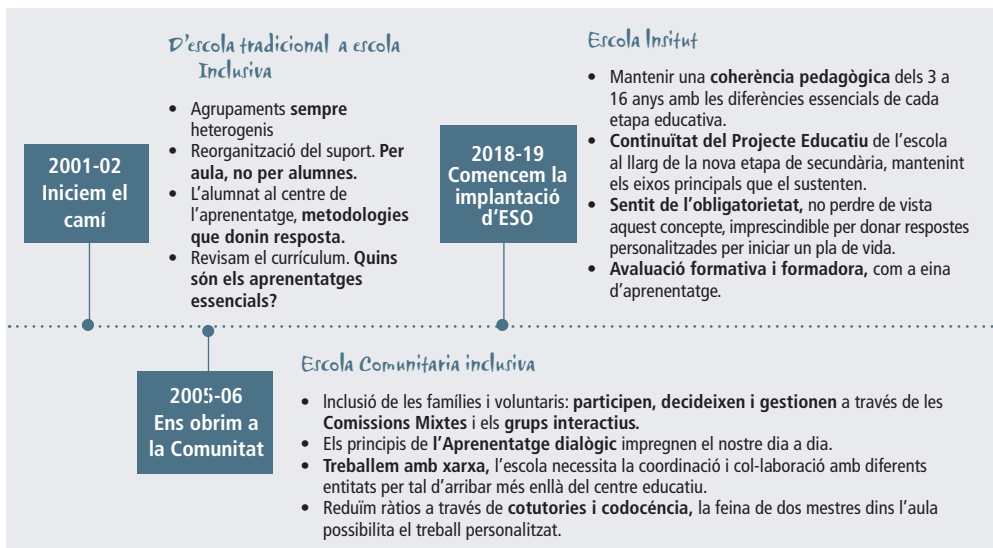 D'escola tradicional a escola
Inclusiva
• Agrupaments sempre
heterogenis
• Reorganització del suport. Per
aula, no per alumnes.
• L'alumnat al centre de
l'aprenentatge, metodologies
que donin resposta.
• Revisam el currículum. Quins
són els aprenentatges
essencials?
2001-02
Iniciem el
camí
Escola Insitut
• Mantenir una coherència pedagògica dels 3 a
16 anys amb les diferències essencials de cada
etapa educativa.
• Continuïtat del Projecte Educatiu de l'escola
al llarg de la nova etapa de secundària, mantenint
els eixos principals que el sustenten.
• Sentit de l'obligatorietat, no perdre de vista
aquest concepte, imprescindible per donar respostes
personalitzades per iniciar un pla de vida.
• Avaluació formativa i formadora, com a eina
d'aprenentatge.
2018-19
Comencem la
implantació
d'ESO
2005-06
Ens obrim a
la Comunitat
Escola Comunitaria inclusiva
• Inclusió de les famílies i voluntaris: participen, decideixen i gestionen a través de les
Comissions Mixtes i els grups interactius.
• Els principis de l'Aprenentatge dialògic impregnen el nostre dia a dia.
• Treballem amb xarxa, l'escola necessita la coordinació i col-laboració amb diferents
entitats per tal d'arribar més enllà del centre educatiu.
• Reduïm ràtios a través de cotutories i codocéncia, la feina de dos mestres dins l'aula
possibilita el treball personalitzat.